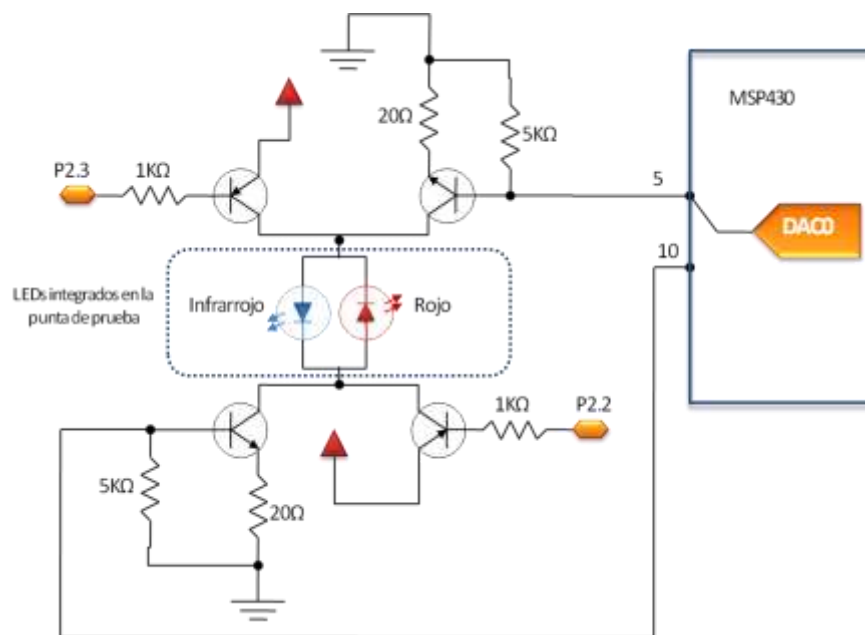 MSP430
20Ω
5KΩ
P2.3
1KΩ
5
DAC0
10
LEDs integrados en la
punta de prueba
Infrarrojo
Rojo
1KΩ
P2.2
5KΩ
20Ω